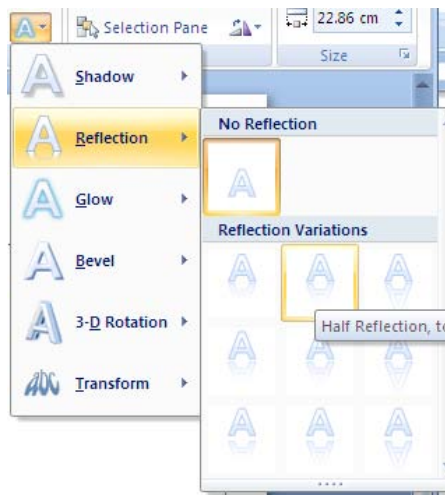 Selection Pane
22.86 cm
Size
Shadow
Reflection
Glow
Bevel
3-D Rotation
Transform
No Reflection
Reflection Variations
Half Reflection, t